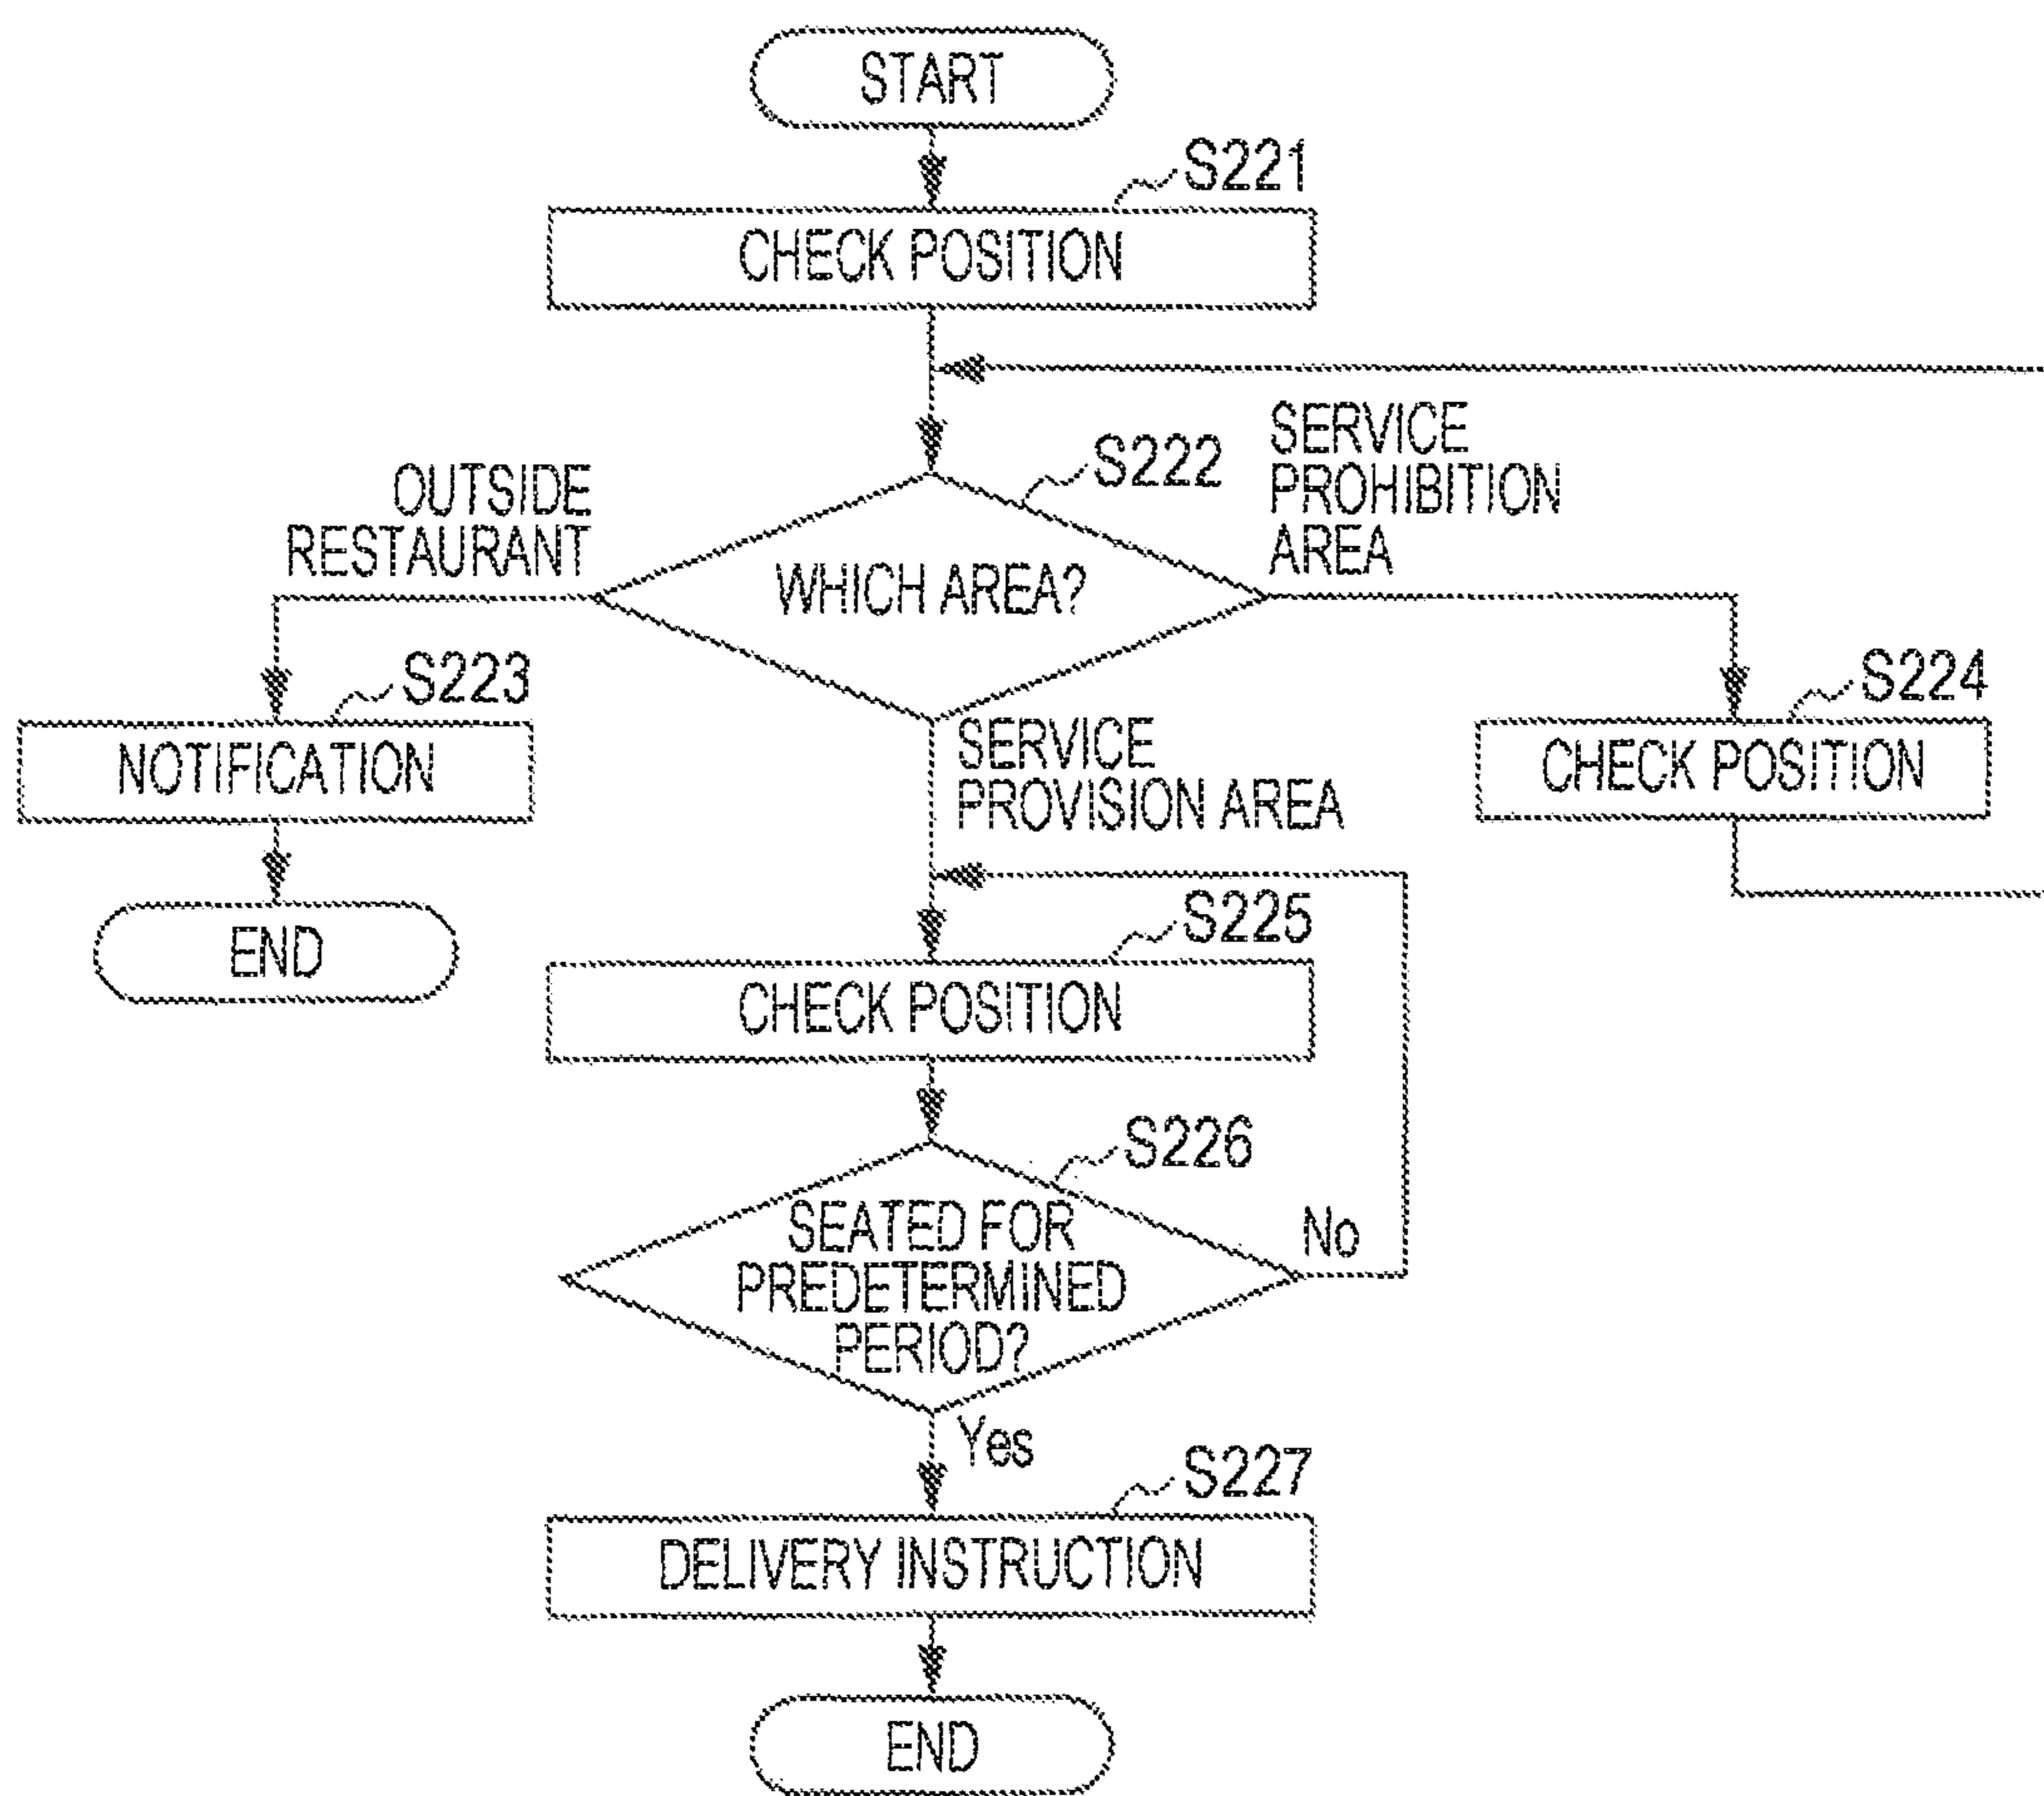 START
S221
CHECK POSITION
S222
SERVICE
PROHIBITION
AREA
OUTSIDE
RESTAURANT
WHICH AREA?
S223
NOTIFICATION
END
S224
CHECK POSITION
SERVICE
PROVISION AREA
S225
CHECK POSITION
S226
SEATED FOR
PREDETERMINED
PERIOD?
No
Yes
S227
DELIVERY INSTRUCTION
END